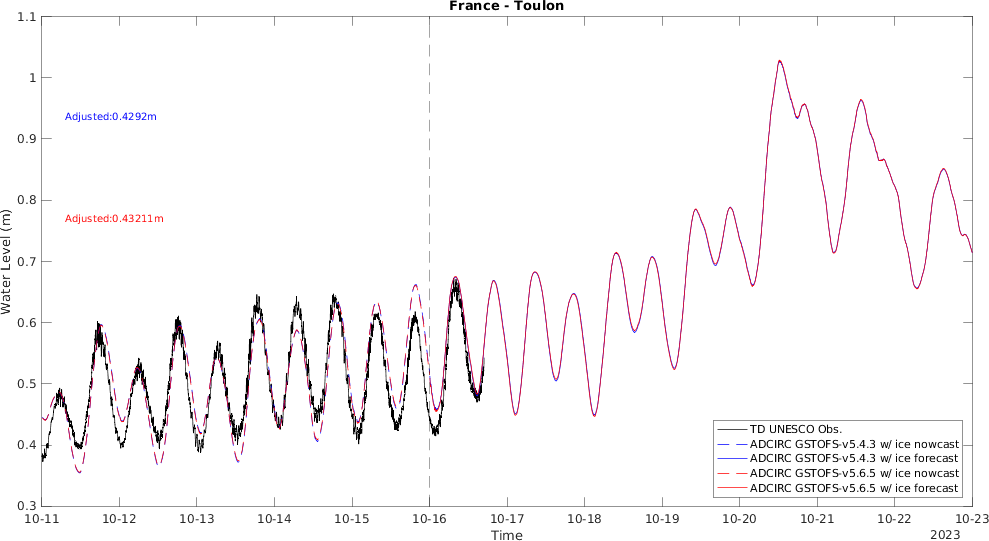 France - Toulon
1.1
1
0.9
0.8
0.7
0.6
0.5
0.4
0.3
Water Level (m)
Adjusted:0.4292m
Adjusted:0.43211m
TD UNESCO Obs.
ADCIRC GSTOFS-v5.4.3 w/ ice nowcast
ADCIRC GSTOFS-v5.4.3 w/ ice forecast
ADCIRC GSTOFS-v5.6.5 w/ ice nowcast
ADCIRC GSTOFS-v5.6.5 w/ ice forecast
10-11 10-12 10-13 10-14 10-15 10-16 10-17 10-18 10-19 10-20 10-21 10-22 10-23
Time
2023